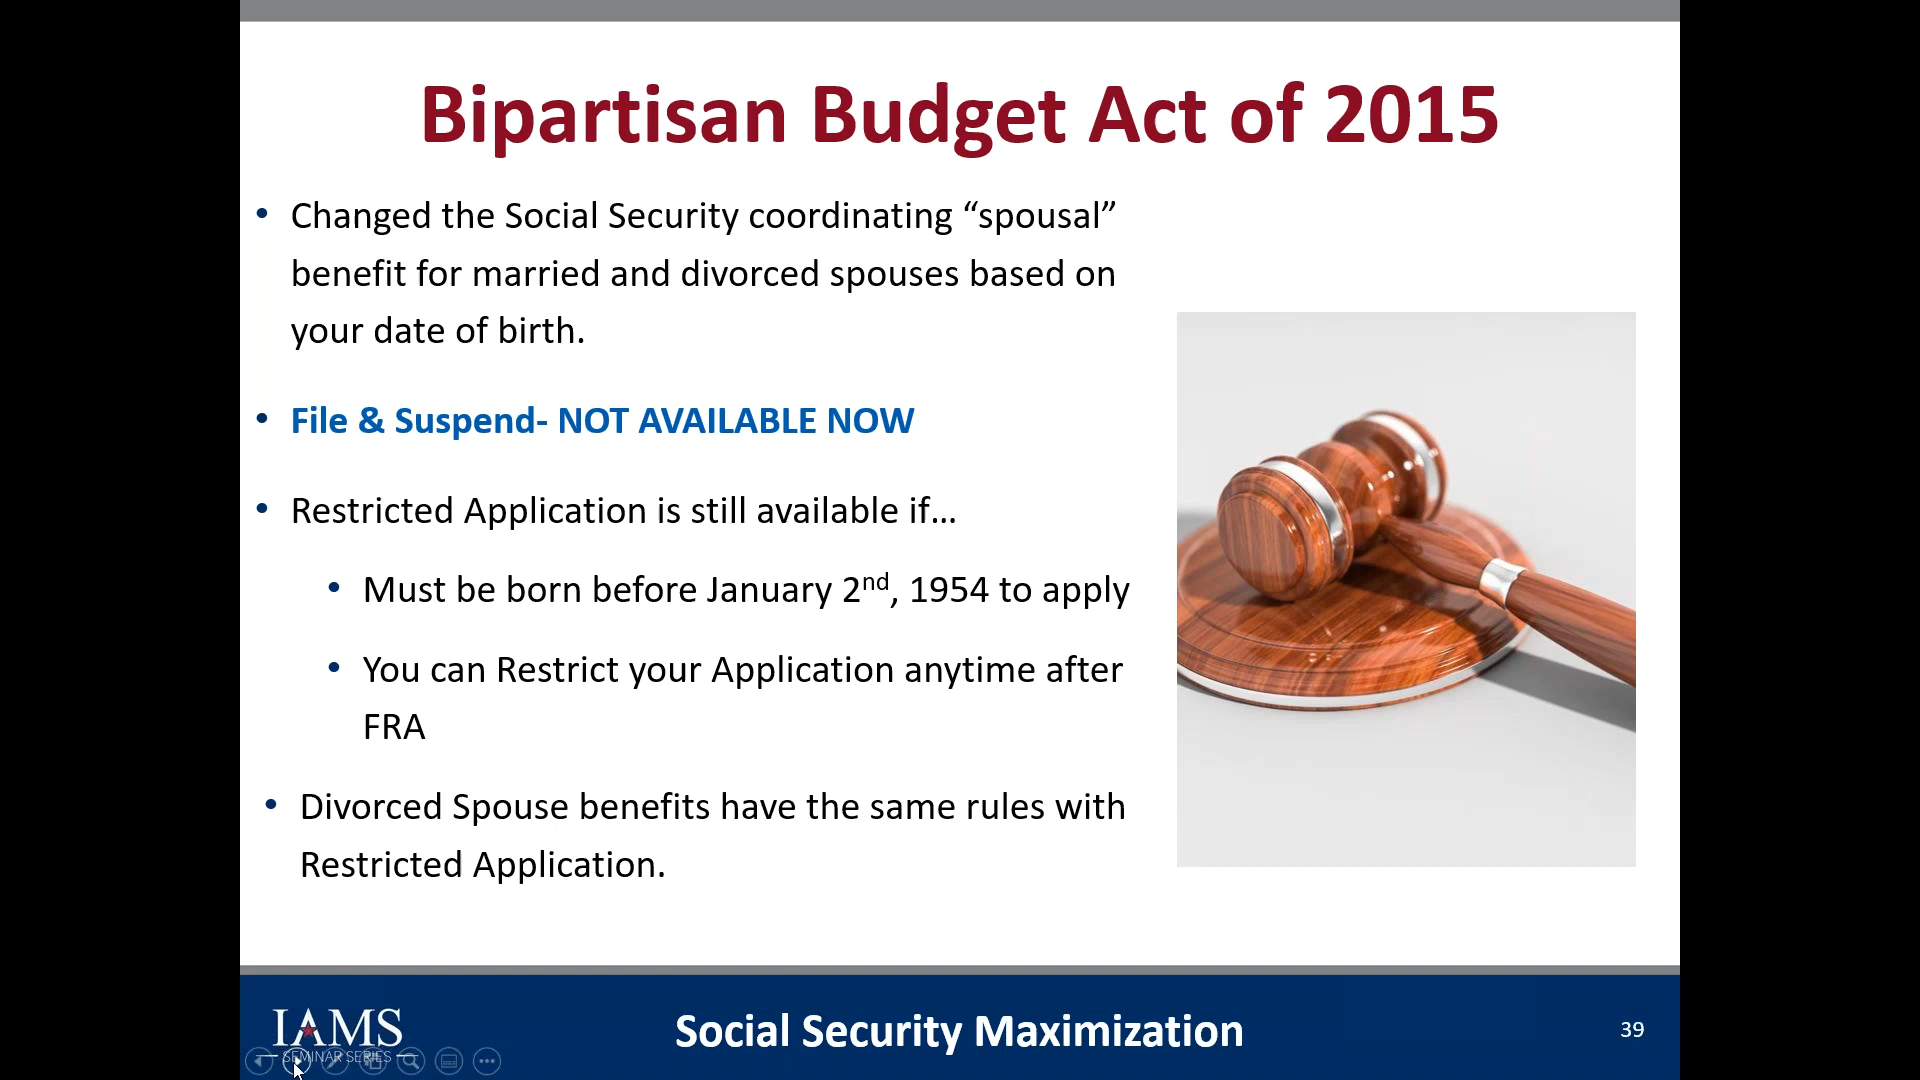 Bipartisan Budget Act of 2015
• Changed the Social Security coordinating “spousal”
benefit for married and divorced spouses based on
your date of birth.
• File & Suspend- NOT AVAILABLE NOW
• Restricted Application is still available if…
• Must be born before January 2nd, 1954 to apply
• You can Restrict your Application anytime after
FRA
• Divorced Spouse benefits have the same rules with
Restricted Application.
IAMS
SEMINAR SERIES
Social Security Maximization
39